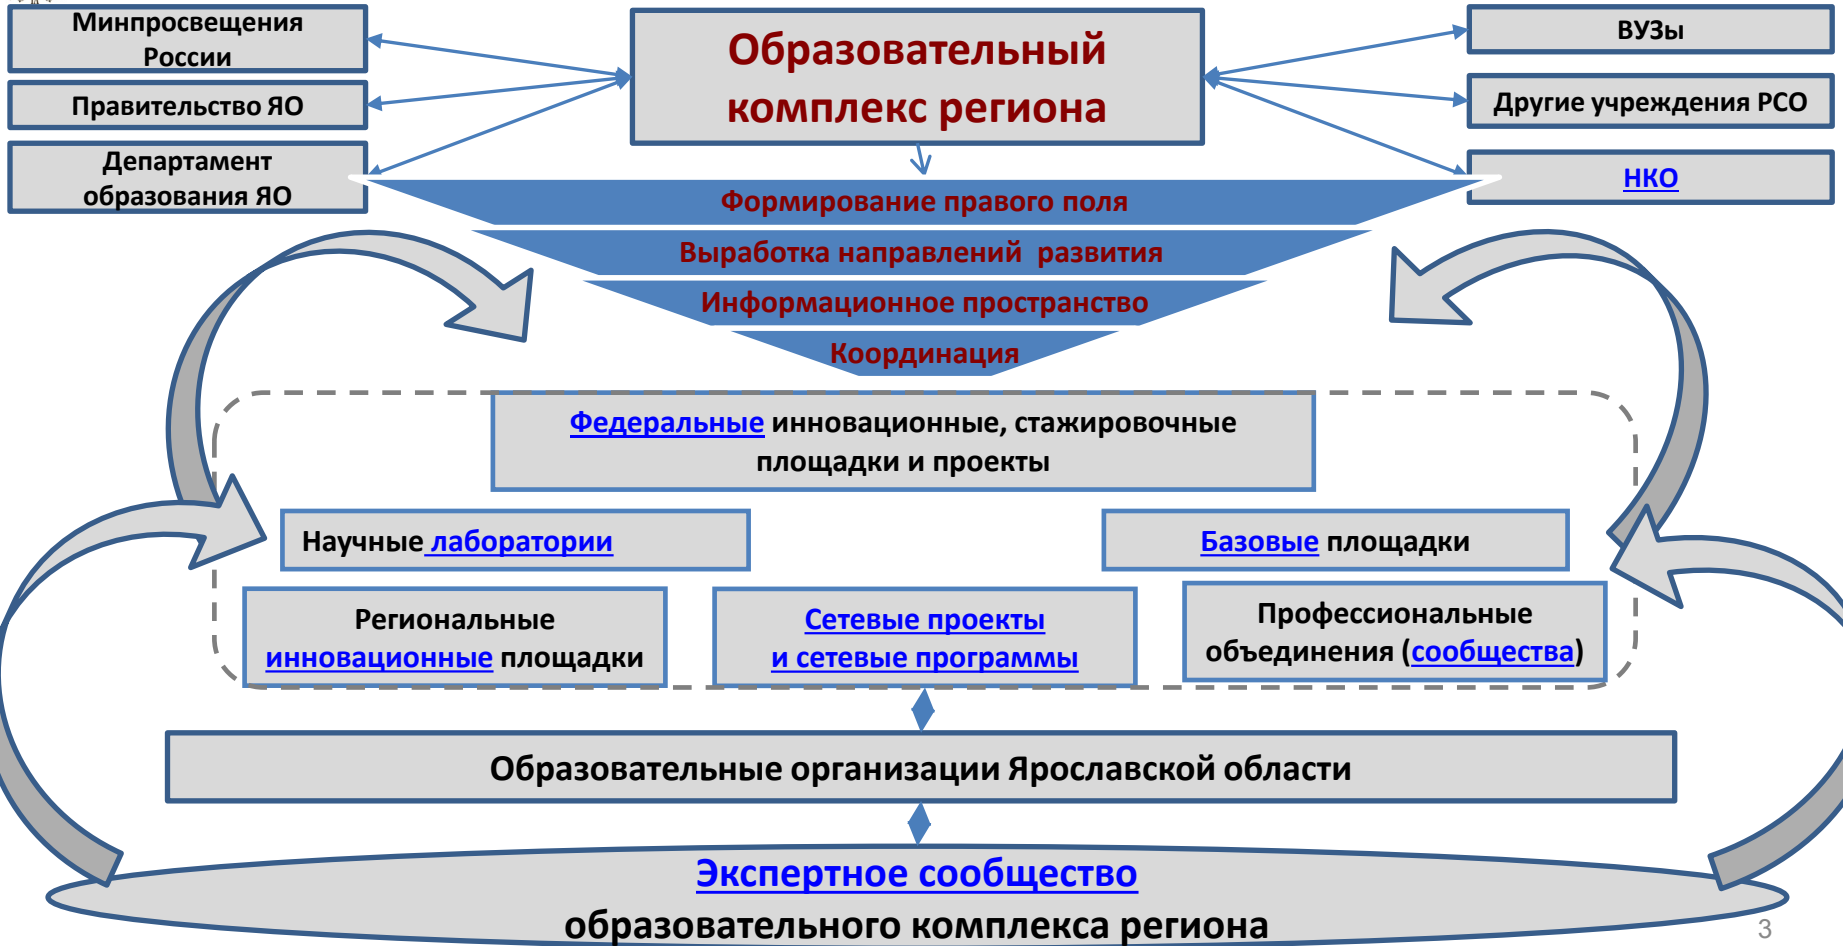 Минпросвещения
России
Правительство ЯО
Департамент
образования ЯО
Образовательный
комплекс региона
ВУЗы
Другие учреждения РСО
НКО
Формирование правого поля
Выработка направлений развития
Информационное пространство
Координация
Федеральные инновационные, стажировочные
площадки и проекты
Научные лаборатории
Базовые площадки
Региональные
инновационные площадки
Сетевые проекты
и сетевые программы
Профессиональные
объединения (сообщества)
Образовательные организации Ярославской области
Экспертное сообщество
образовательного комплекса региона
3